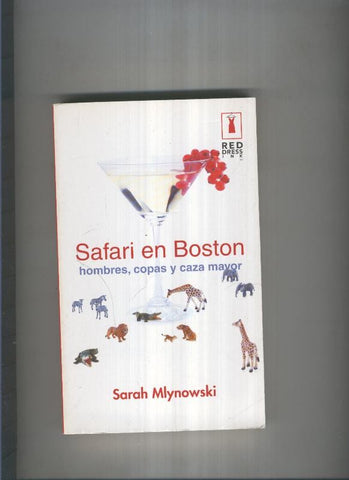 RED
DRESS
INK
Safari en Boston
hombres, copas y caza mayor
Sarah Mlynowski